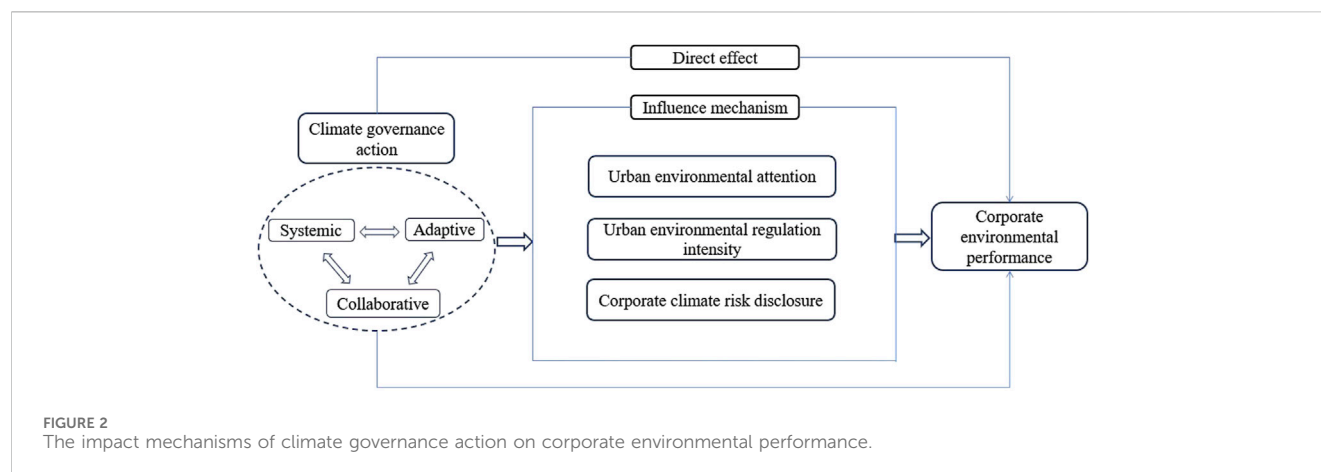 Direct effect
Influence mechanism
Climate governance
action
Urban environmental attention
Systemic
Adaptive
Urban environmental regulation
intensity
Corporate
environmental
performance
Collaborative
Corporate climate risk disclosure
FIGURE 2
The impact mechanisms of climate governance action on corporate environmental performance.